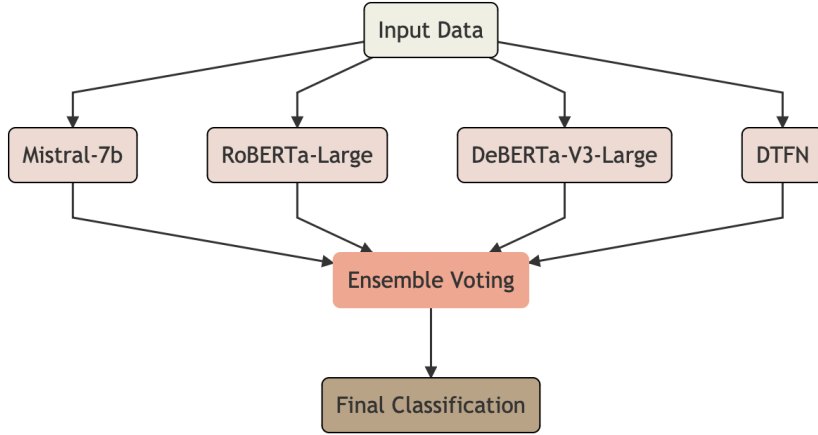 Input Data
Mistral-7b
RoBERTa-Large
DeBERTa-V3-Large
DTFN
Ensemble Voting
Final Classification